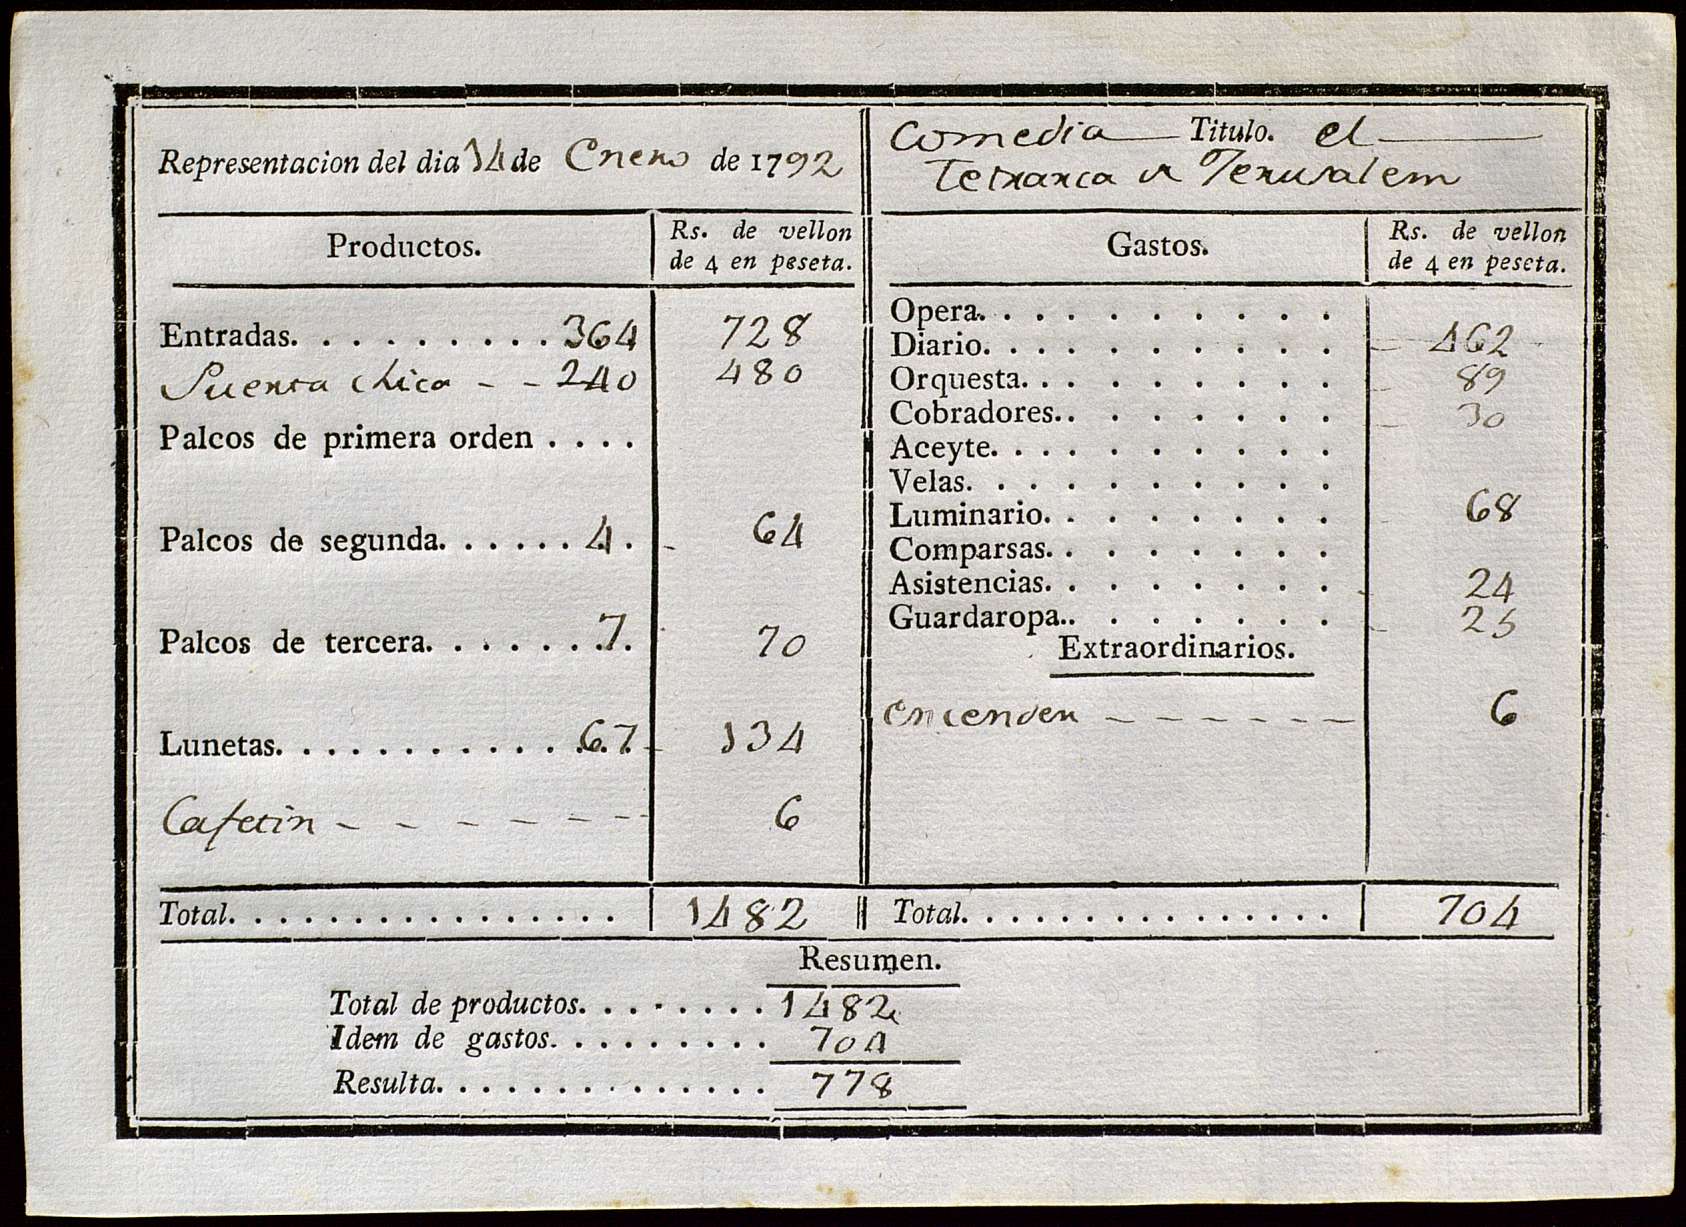 Representacion del dia 14 de Enero de 1792
Productos.
Rs. de vellon
de 4 en peseta.
Entradas. . . . . . . . . . 364 728
Puerta chica - - 240 480
Palcos de primera orden . . . .
Palcos de segunda. . . . . . 4. 64
Palcos de tercera. . . . . . 7. 70
Lunetas. . . . . . . . . . . . 67. 134
Cafetin - - - - - - - 6
Total. . . . . . . . . . . . . . . . 1482
Comedia Titulo. el
Tetrarca de Jerusalem
Gastos.
Rs. de vellon
de 4 en peseta.
Opera. . . . . . . . . . .
Diario. . . . . . . . . . . 462
Orquesta. . . . . . . . . . 89
Cobradores. . . . . . . . . 30
Aceyte. . . . . . . . . . .
Velas. . . . . . . . . . .
Luminario. . . . . . . . . 68
Comparsas. . . . . . . . .
Asistencias. . . . . . . . . 24
Guardaropa. . . . . . . . . 25
Extraordinarios.
encender - - - - - - - 6
Total. . . . . . . . . . . . . . . 704
Resumen.
Total de productos. . . . . . . . 1482
Idem de gastos. . . . . . . . . 704
Resulta. . . . . . . . . . . . . . 778